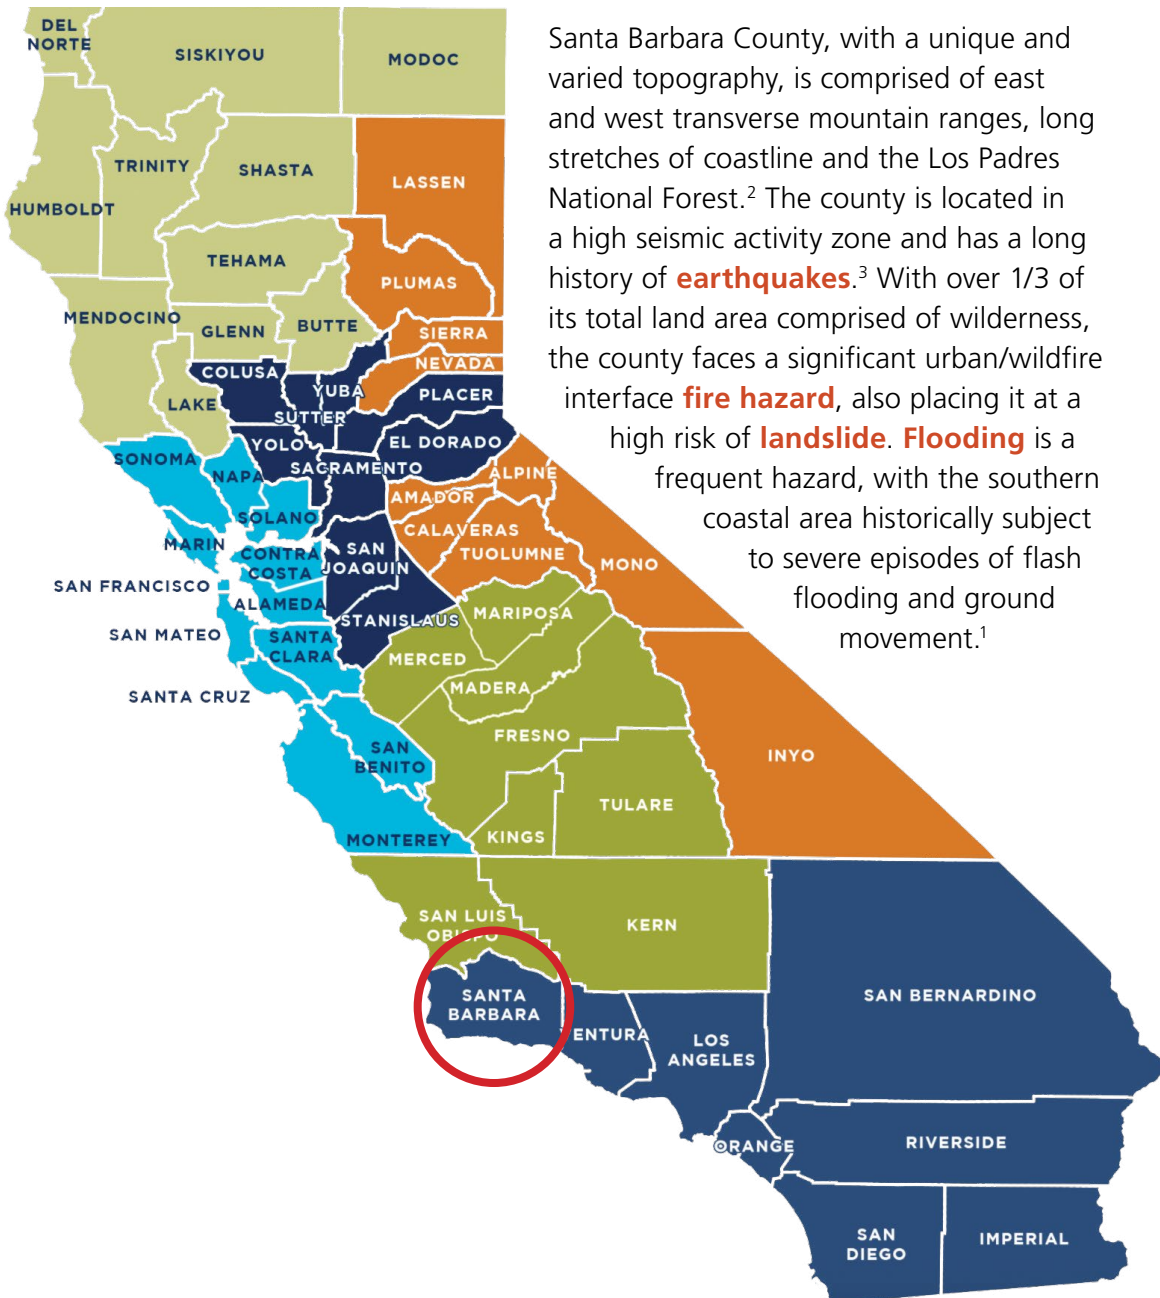 Santa Barbara County, with a unique and
varied topography, is comprised of east
and west transverse mountain ranges, long
stretches of coastline and the Los Padres
National Forest.2 The county is located in
a high seismic activity zone and has a long
history of earthquakes.3 With over 1/3 of
its total land area comprised of wilderness,
the county faces a significant urban/wildfire
interface fire hazard, also placing it at a
high risk of landslide. Flooding is a
frequent hazard, with the southern
coastal area historically subject
to severe episodes of flash
flooding and ground
movement.1
DEL
NORTE
SISKIYOU
MODOC
TRINITY
SHASTA
LASSEN
HUMBOLDT
TEHAMA
PLUMAS
MENDOCINO
GLENN
BUTTE
SIERRA
NEVADA
COLUSA
YUBA
PLACER
LAKE
SUTTER
YOLO
EL DORADO
SONOMA
NAPA
SACRAMENTO
ALPINE
AMADOR
SOLANO
CALAVERAS
MARIN
CONTRA
COSTA
SAN
JOAQUIN
TUOLUMNE
MONO
SAN FRANCISCO
ALAMEDA
MARIPOSA
STANISLAUS
SAN MATEO
SANTA
CLARA
MERCED
MADERA
SANTA CRUZ
FRESNO
SAN
BENITO
INYO
TULARE
KINGS
MONTEREY
SAN LUIS
OBISPO
KERN
SANTA
BARBARA
SAN BERNARDINO
VENTURA
LOS
ANGELES
ORANGE
RIVERSIDE
SAN
DIEGO
IMPERIAL